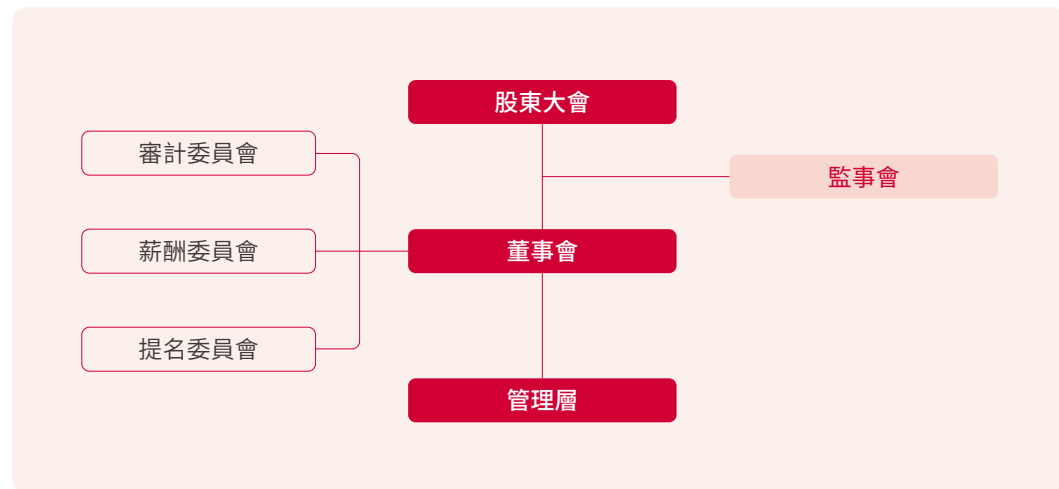 股東大會
審計委員會
監事會
薪酬委員會
董事會
提名委員會
管理層